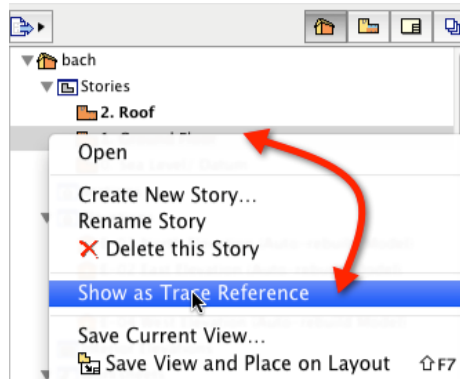 bach
Stories
2. Roof
Open
Create New Story...
Rename Story
Delete this Story
Show as Trace Reference
Save Current View...
Save View and Place on Layout ⇧F7